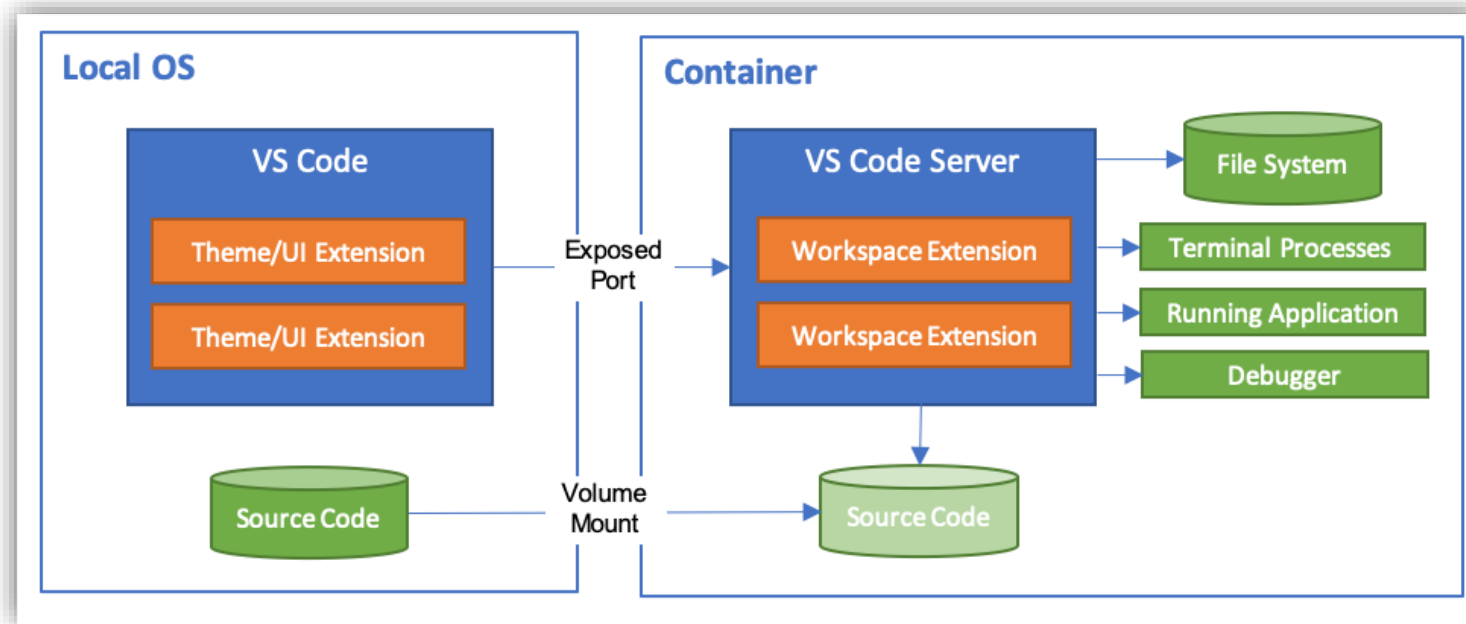 Local OS
VS Code
Theme/UI Extension
Theme/UI Extension
Source Code
Exposed
Port
Volume
Mount
Container
VS Code Server
Workspace Extension
Workspace Extension
File System
Terminal Processes
Running Application
Debugger
Source Code